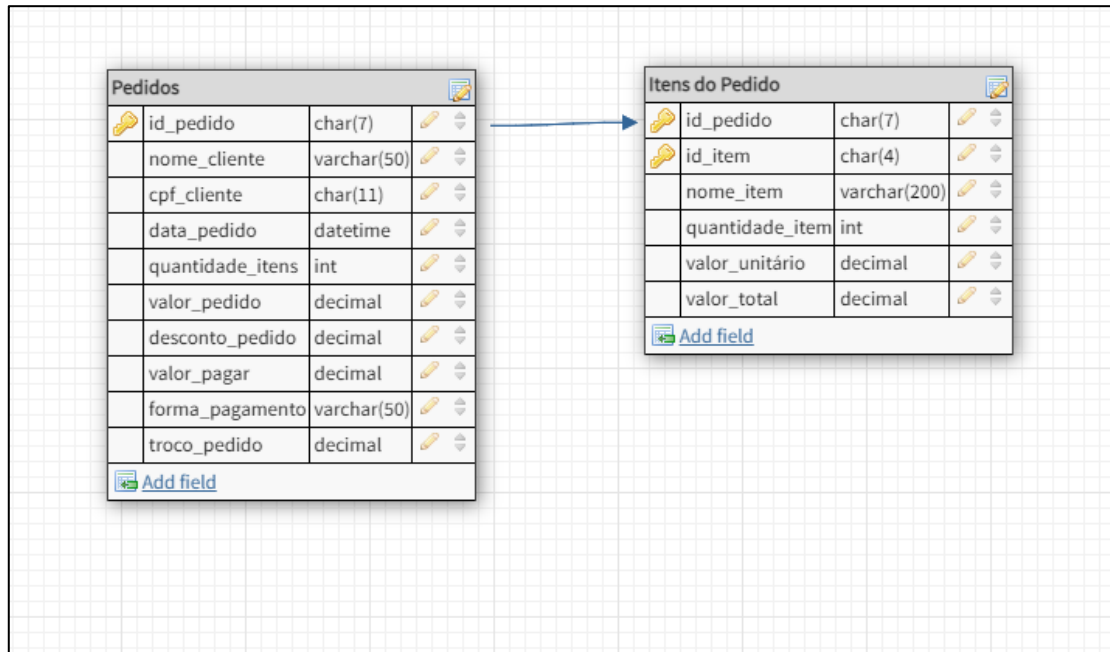 Pedidos
id_pedido char(7)
nome_cliente varchar(50)
cpf_cliente char(11)
data_pedido datetime
quantidade_itens int
valor_pedido decimal
desconto_pedido decimal
valor_pagar decimal
forma_pagamento varchar(50)
troco_pedido decimal
Add field
Itens do Pedido
id_pedido char(7)
id_item char(4)
nome_item varchar(200)
quantidade_item int
valor_unitário decimal
valor_total decimal
Add field